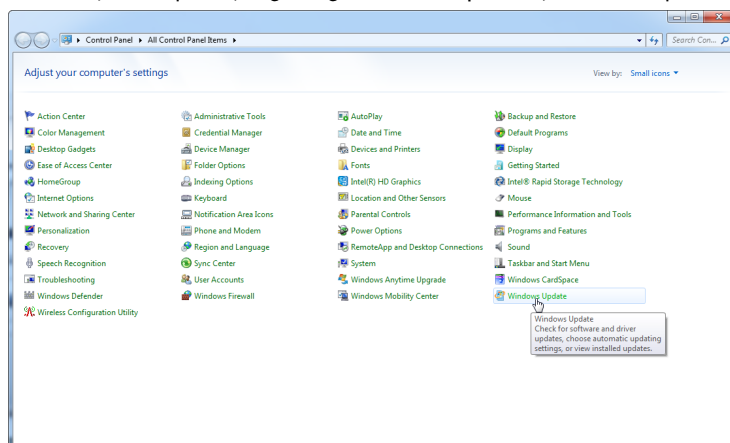 Control Panel ▸ All Control Panel Items ▸
Search Con...
Adjust your computer's settings
View by: Small icons
Action Center
Administrative Tools
AutoPlay
Backup and Restore
Color Management
Credential Manager
Date and Time
Default Programs
Desktop Gadgets
Device Manager
Devices and Printers
Display
Ease of Access Center
Folder Options
Fonts
Getting Started
HomeGroup
Indexing Options
Intel(R) HD Graphics
Intel® Rapid Storage Technology
Internet Options
Keyboard
Location and Other Sensors
Mouse
Network and Sharing Center
Notification Area Icons
Parental Controls
Performance Information and Tools
Personalization
Phone and Modem
Power Options
Programs and Features
Recovery
Region and Language
RemoteApp and Desktop Connections
Sound
Speech Recognition
Sync Center
System
Taskbar and Start Menu
Troubleshooting
User Accounts
Windows Anytime Upgrade
Windows CardSpace
Windows Defender
Windows Firewall
Windows Mobility Center
Windows Update
Wireless Configuration Utility
Windows Update
Check for software and driver
updates, choose automatic updating
settings, or view installed updates.